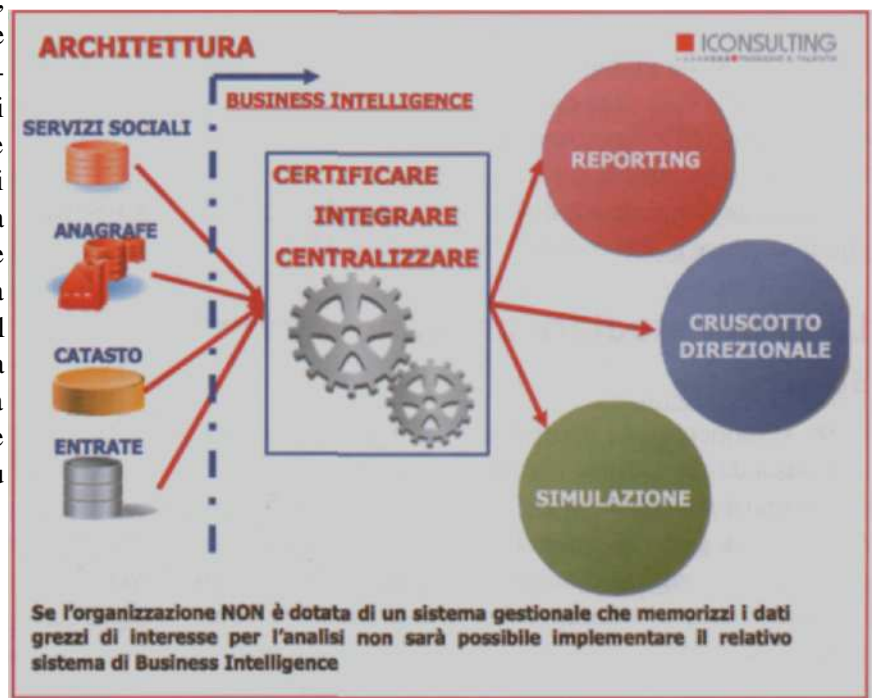 ARCHITETTURA
ICONSULTING
BUSINESS INTELLIGENCE
SERVIZI SOCIALI
ANAGRAFE
CATASTO
ENTRATE
CERTIFICARE
INTEGRARE
CENTRALIZZARE
REPORTING
CRUSCOTTO
DIREZIONALE
SIMULAZIONE
Se l'organizzazione NON è dotata di un sistema gestionale che memorizzi i dati
grezzi di interesse per l'analisi non sarà possibile implementare il relativo
sistema di Business Intelligence